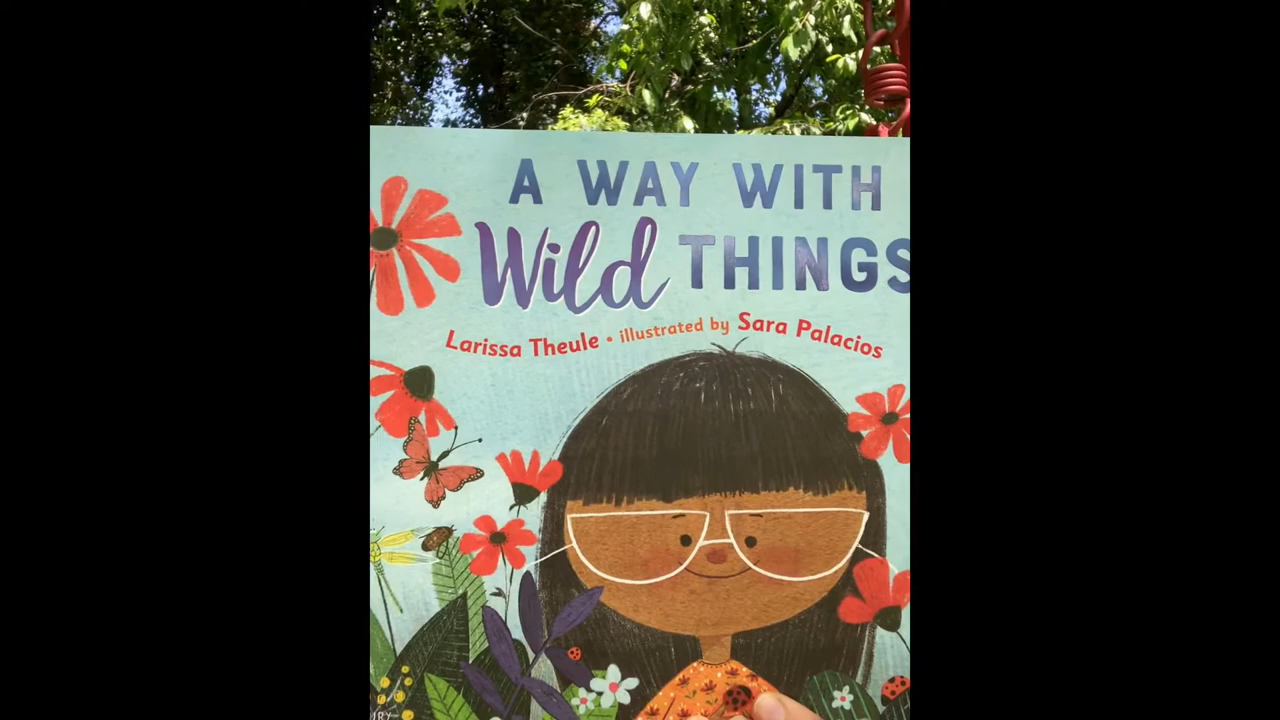 A WAY WITH
Wild THINGS
Larissa Theule • illustrated by Sara Palacios